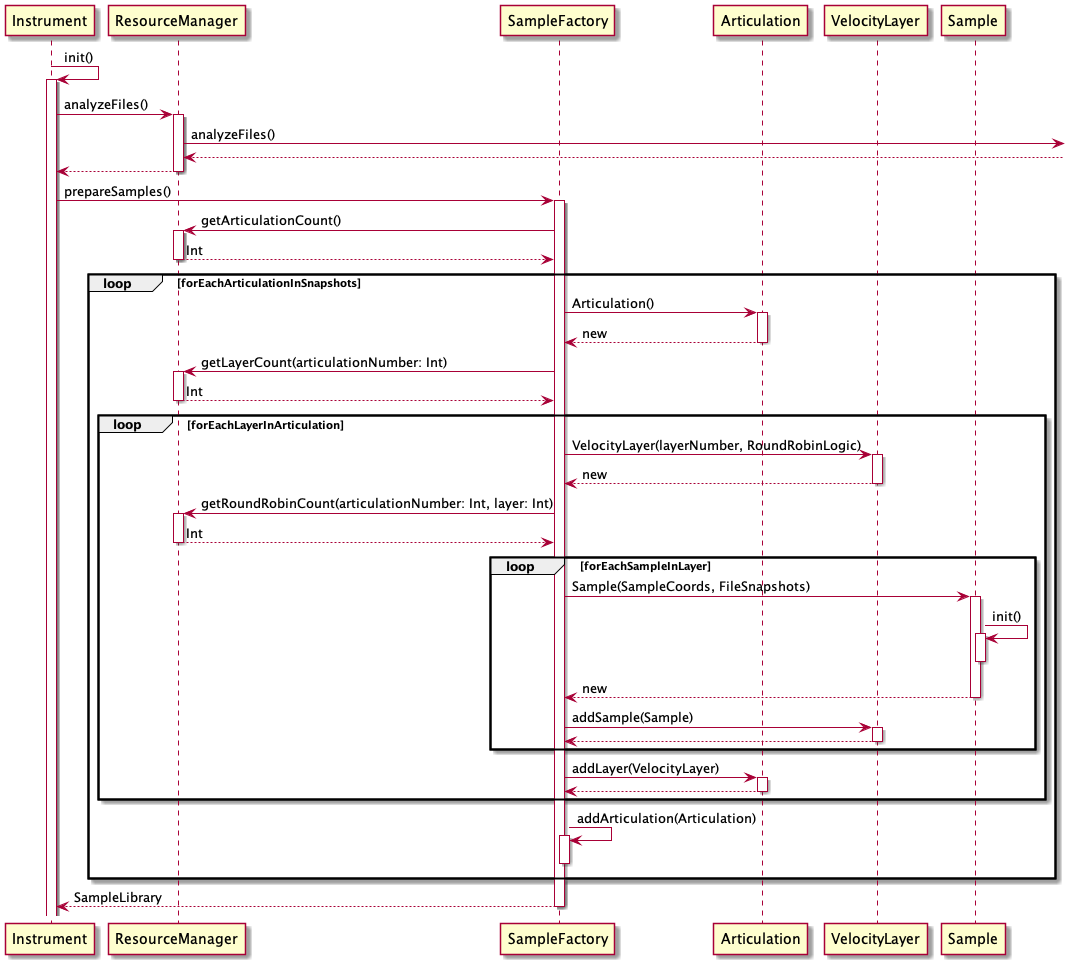 Instrument ResourceManager SampleFactory Articulation VelocityLayer Sample
init()
analyzeFiles()
analyzeFiles()
prepareSamples()
getArticulationCount()
Int
loop [forEachArticulationInSnapshots]
Articulation()
new
getLayerCount(articulationNumber: Int)
Int
loop [forEachLayerInArticulation]
VelocityLayer(layerNumber, RoundRobinLogic)
new
getRoundRobinCount(articulationNumber: Int, layer: Int)
Int
loop [forEachSampleInLayer]
Sample(SampleCoords, FileSnapshots)
init()
new
addSample(Sample)
addLayer(VelocityLayer)
addArticulation(Articulation)
SampleLibrary
Instrument ResourceManager SampleFactory Articulation VelocityLayer Sample